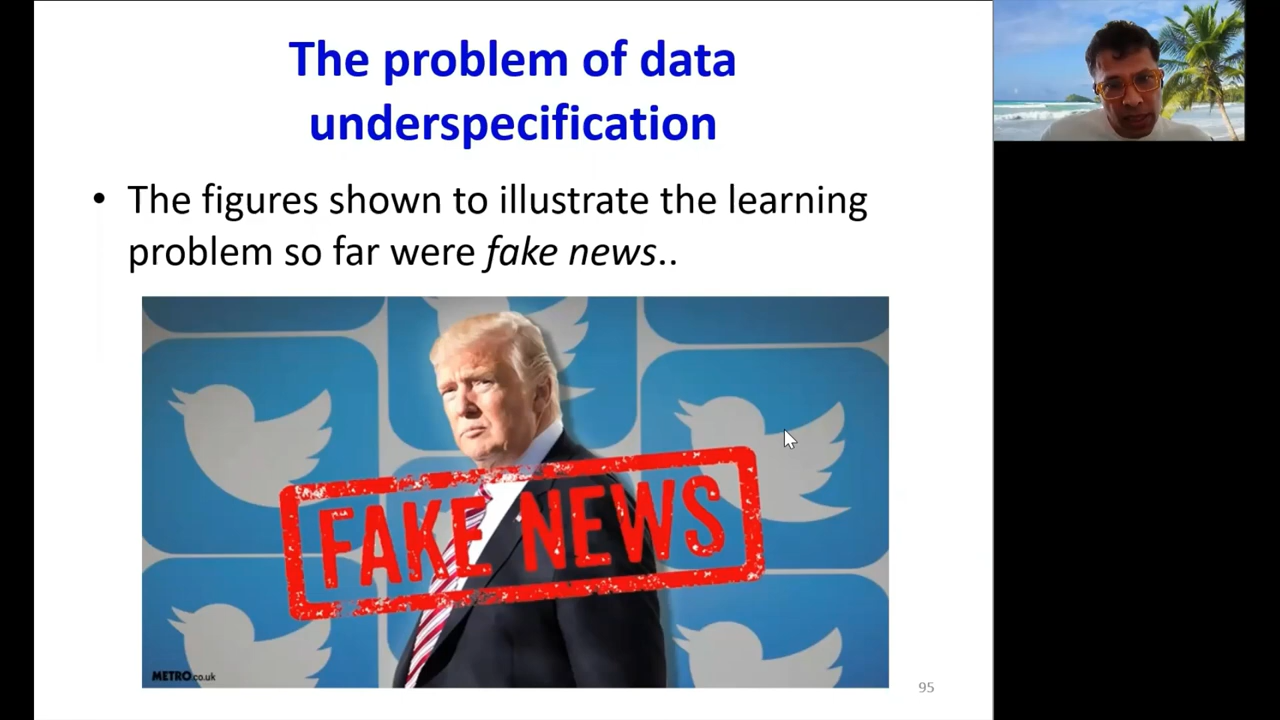 The problem of data
underspecification
• The figures shown to illustrate the learning
problem so far were fake news..
FAKE NEWS
METRO.co.uk
95